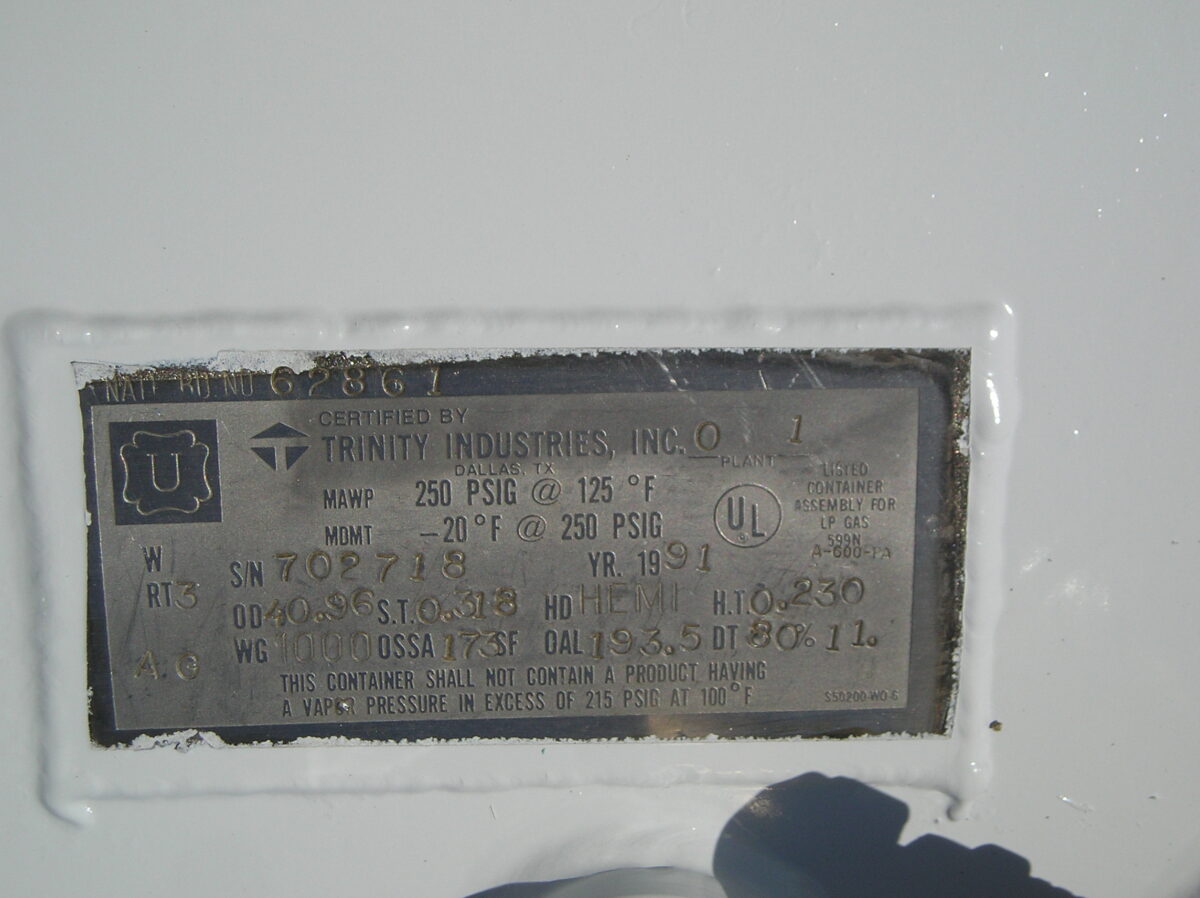 NAT'L BD. NO 62861
CERTIFIED BY
TRINITY INDUSTRIES, INC. 0 1
DALLAS, TX PLANT
U
MAWP 250 PSIG @ 125 °F
MDMT -20 °F @ 250 PSIG
UL
LISTED
CONTAINER
ASSEMBLY FOR
LP GAS
599N
A-600-PA
W
RT3
A.G
S/N 702718 YR. 1991
OD 40.96 S.T. 0.318 HD HEMI H.T. 0.230
WG 1000 OSSA 173 SF OAL 193.5 DT 80% 11.
THIS CONTAINER SHALL NOT CONTAIN A PRODUCT HAVING
A VAPOR PRESSURE IN EXCESS OF 215 PSIG AT 100°F
S50200-WO-6